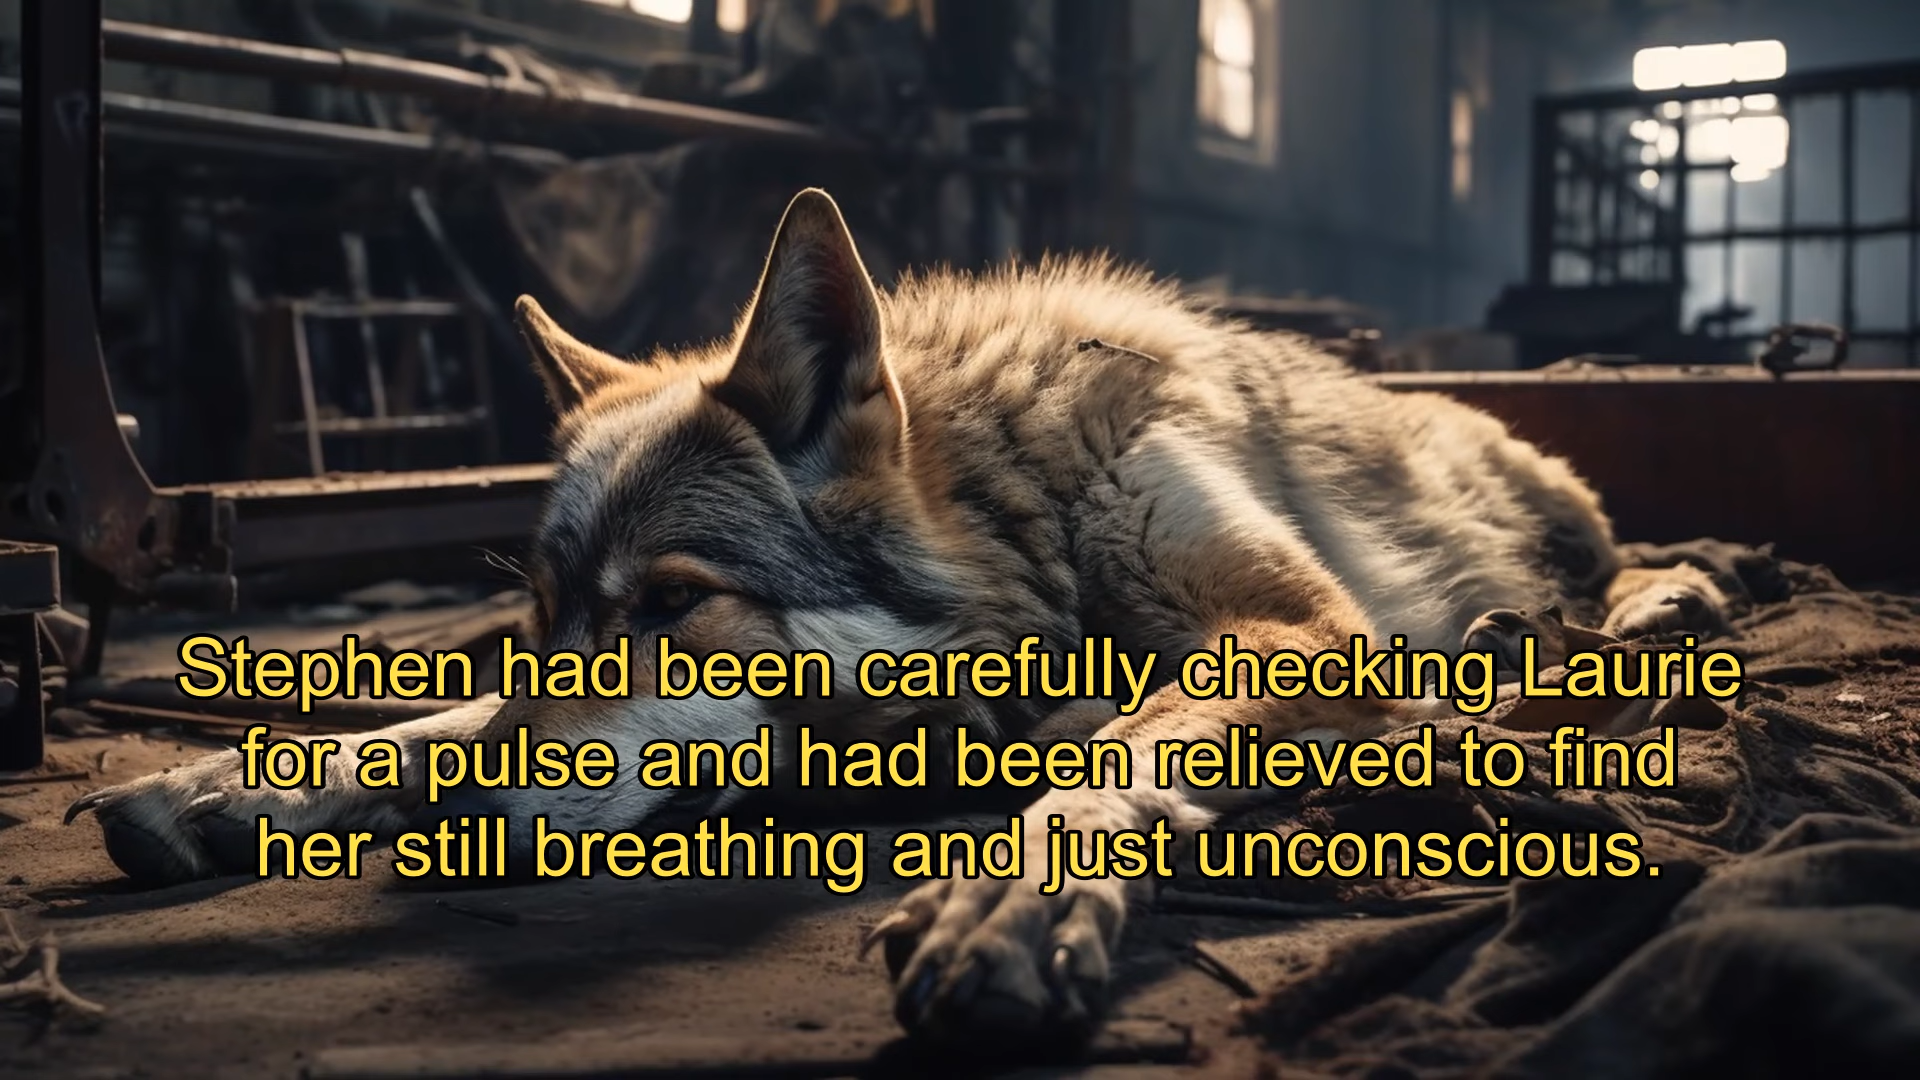 Stephen had been carefully checking Laurie
for a pulse and had been relieved to find
her still breathing and just unconscious.